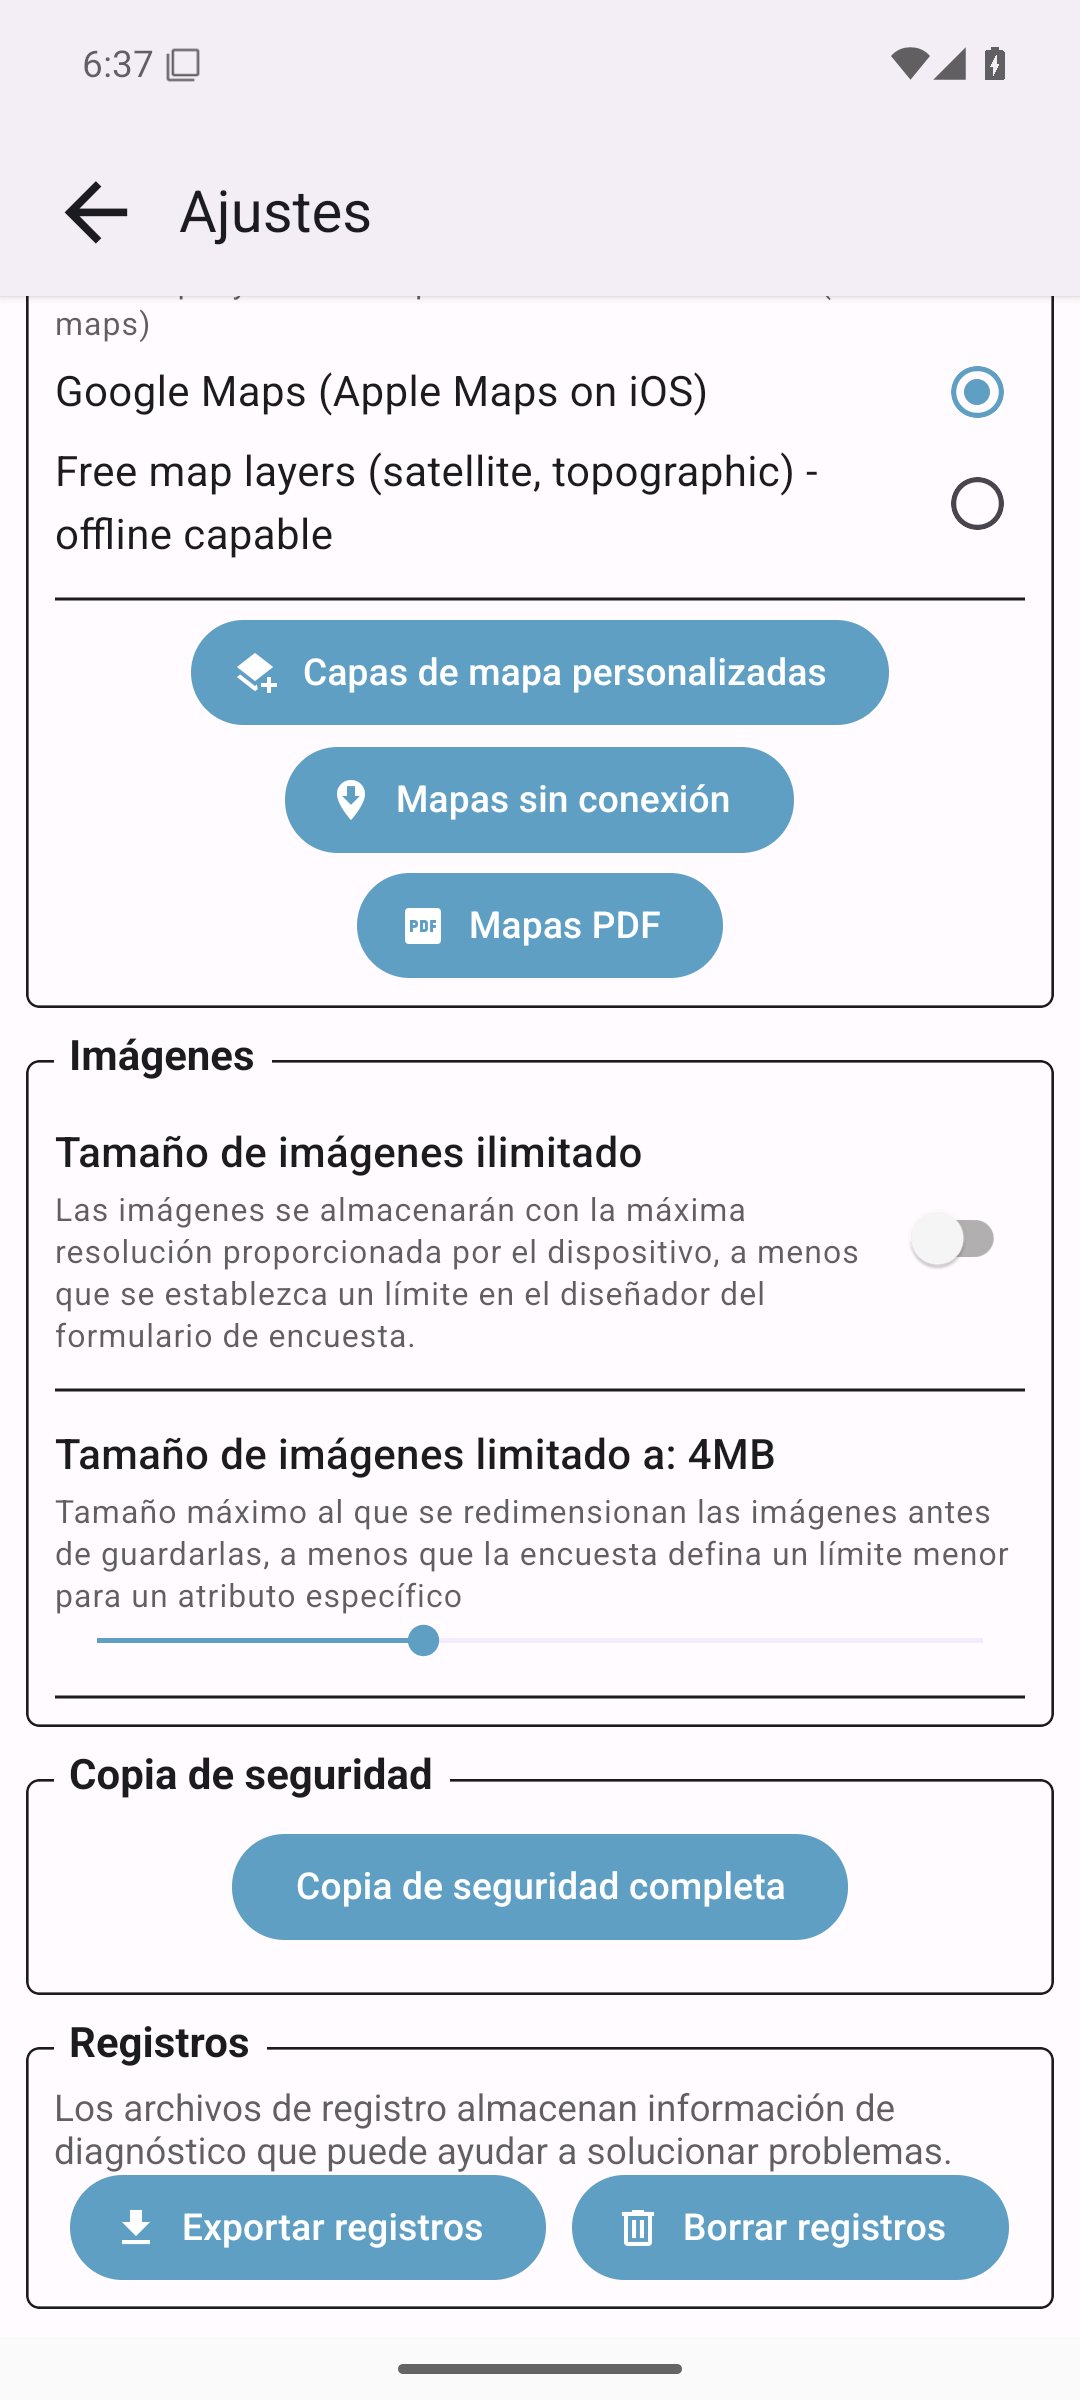 6:37
Ajustes
maps)
Google Maps (Apple Maps on iOS)
Free map layers (satellite, topographic) -
offline capable
Capas de mapa personalizadas
Mapas sin conexión
PDF Mapas PDF
Imágenes
Tamaño de imágenes ilimitado
Las imágenes se almacenarán con la máxima
resolución proporcionada por el dispositivo, a menos
que se establezca un límite en el diseñador del
formulario de encuesta.
Tamaño de imágenes limitado a: 4MB
Tamaño máximo al que se redimensionan las imágenes antes
de guardarlas, a menos que la encuesta defina un límite menor
para un atributo específico
Copia de seguridad
Copia de seguridad completa
Registros
Los archivos de registro almacenan información de
diagnóstico que puede ayudar a solucionar problemas.
Exportar registros
Borrar registros